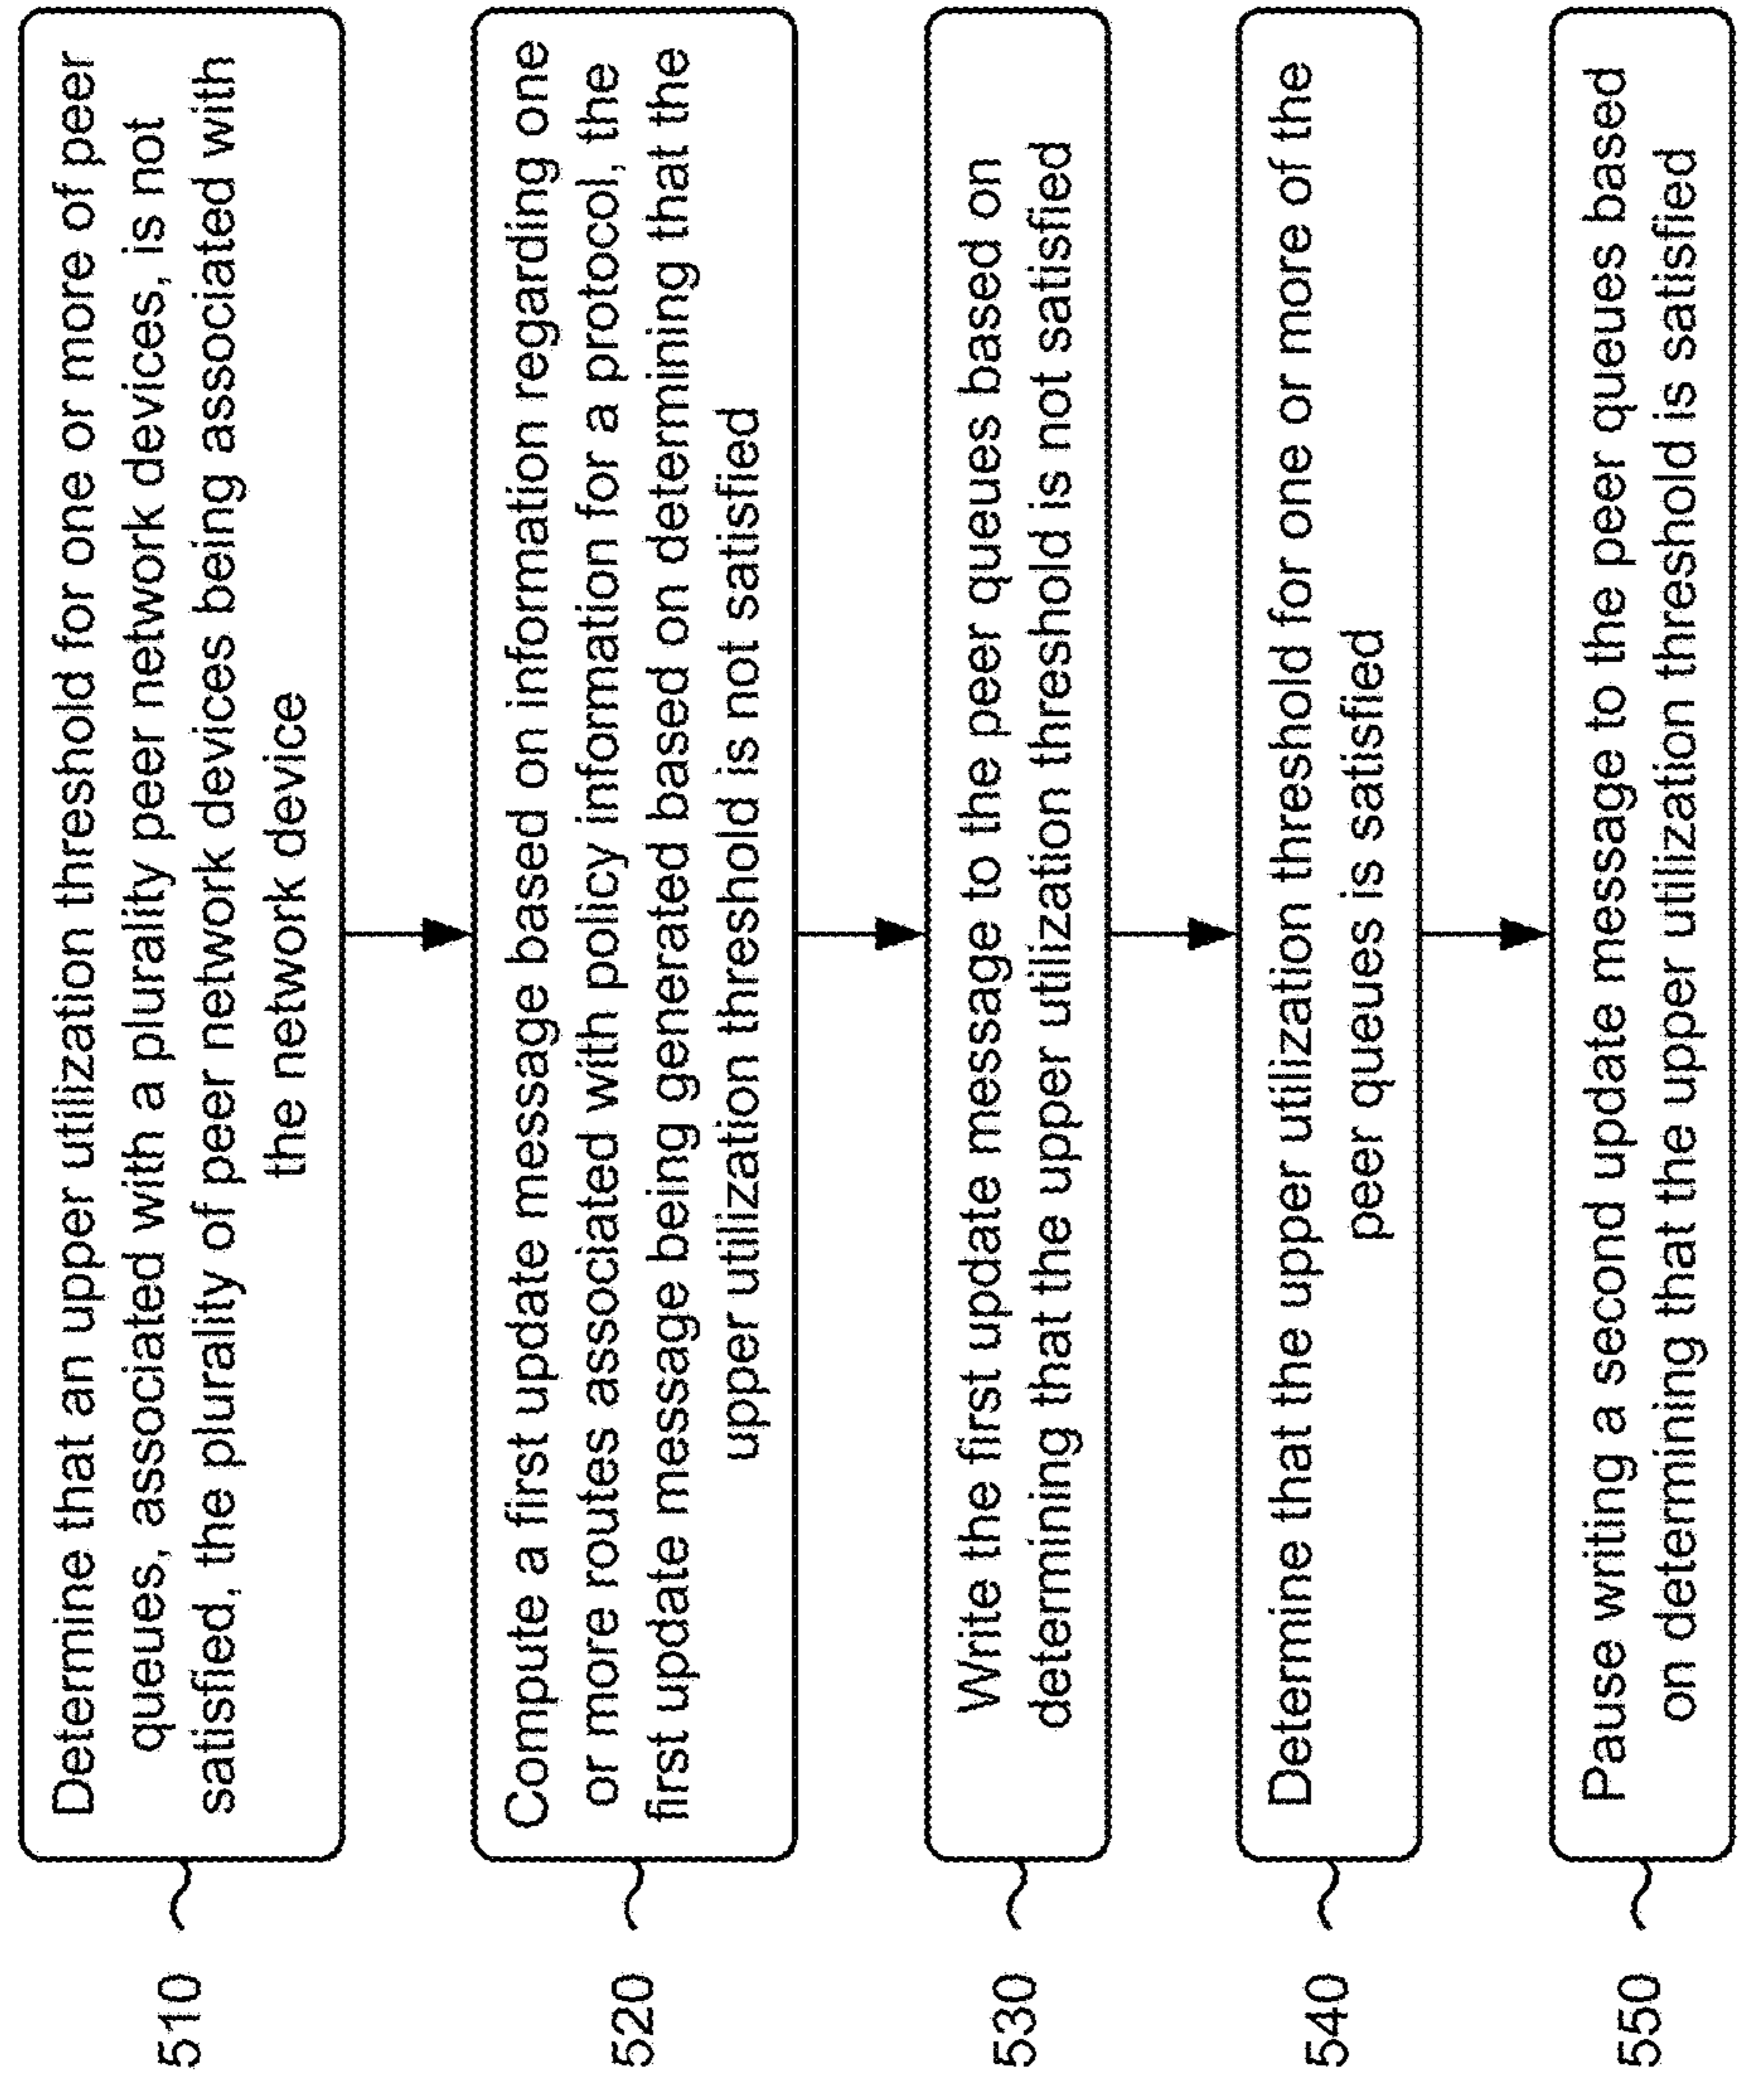 510
Determine that an upper utilization threshold for one or more of peer
queues, associated with a plurality peer network devices, is not
satisfied, the plurality of peer network devices being associated with
the network device
520
Compute a first update message based on information regarding one
or more routes associated with policy information for a protocol, the
first update message being generated based on determining that the
upper utilization threshold is not satisfied
530
Write the first update message to the peer queues based on
determining that the upper utilization threshold is not satisfied
540
Determine that the upper utilization threshold for one or more of the
peer queues is satisfied
550
Pause writing a second update message to the peer queues based
on determining that the upper utilization threshold is satisfied